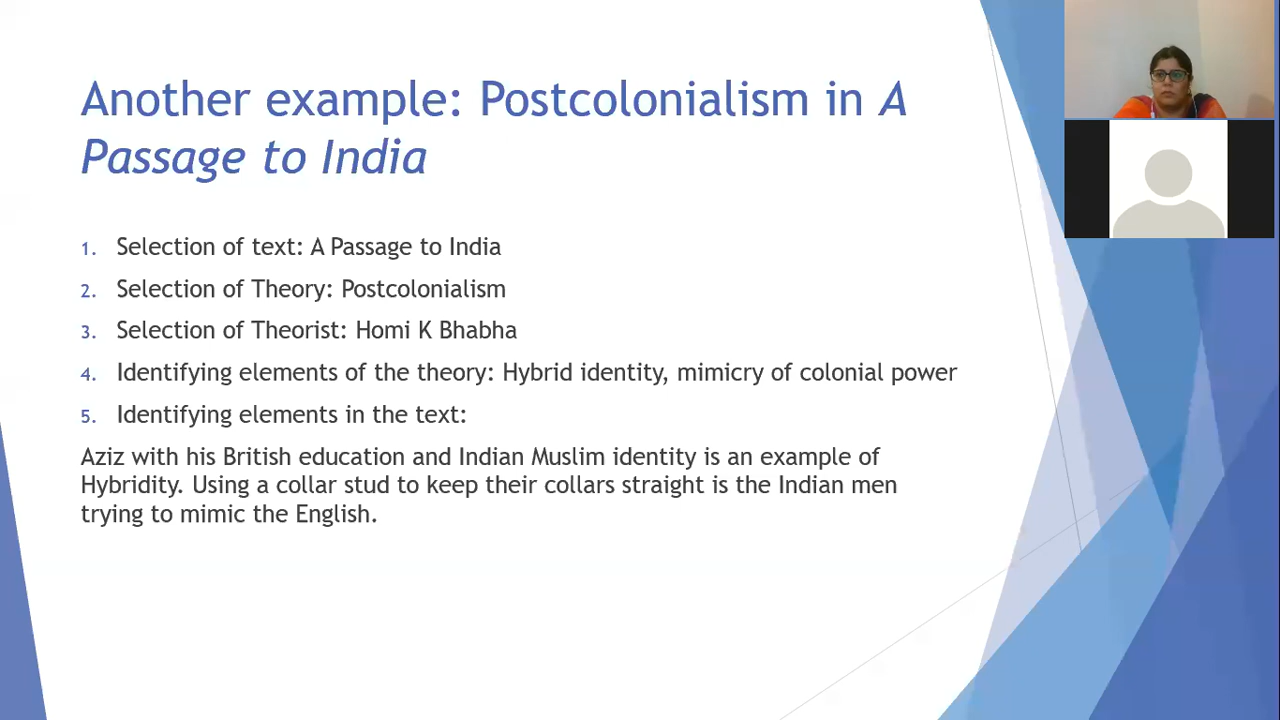 Another example: Postcolonialism in A
Passage to India
1. Selection of text: A Passage to India
2. Selection of Theory: Postcolonialism
3. Selection of Theorist: Homi K Bhabha
4. Identifying elements of the theory: Hybrid identity, mimicry of colonial power
5. Identifying elements in the text:
Aziz with his British education and Indian Muslim identity is an example of
Hybridity. Using a collar stud to keep their collars straight is the Indian men
trying to mimic the English.